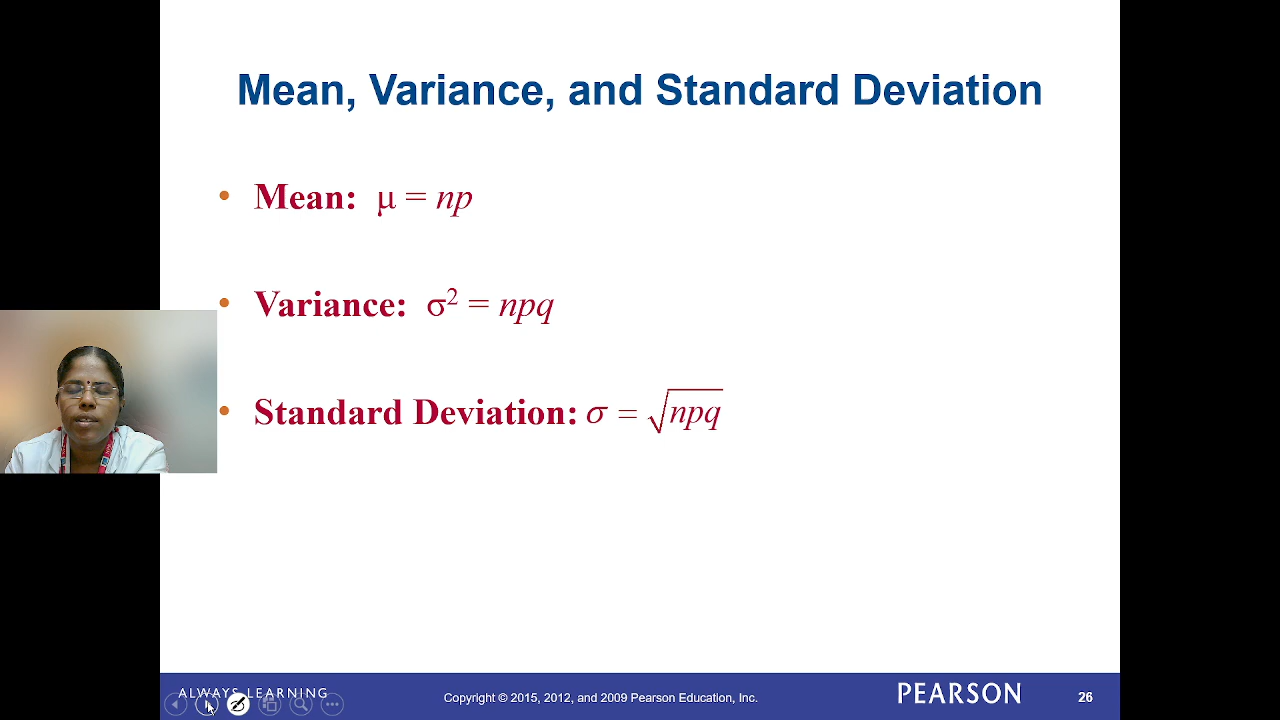 Mean, Variance, and Standard Deviation
• Mean: μ = np
• Variance: σ² = npq
• Standard Deviation: σ = √npq
ALWAYS LEARNING
Copyright © 2015, 2012, and 2009 Pearson Education, Inc.
PEARSON
26